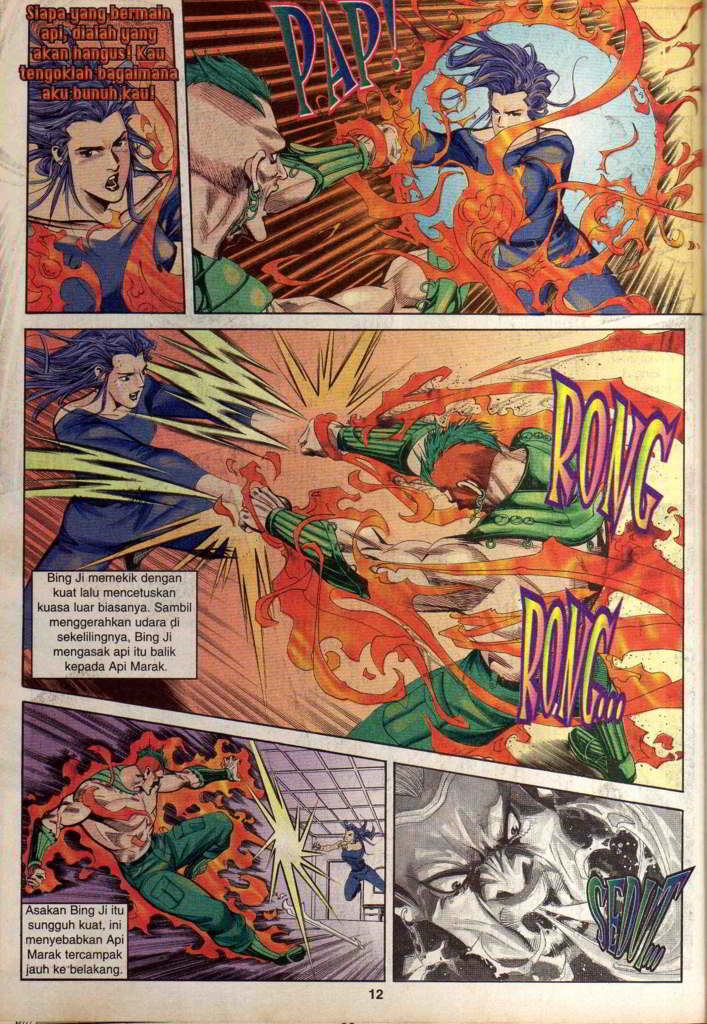 Siapa yang bermain
api, dialah yang
akan hangus! Kau
tengoklah bagaimana
aku bunuh kau!
PAP!
RONG
RONG...
Bing Ji memekik dengan
kuat lalu mencetuskan
kuasa luar biasanya. Sambil
menggerahkan udara di
sekelilingnya, Bing Ji
mengasak api itu balik
kepada Api Marak.
Asakan Bing Ji itu
sungguh kuat, ini
menyebabkan Api
Marak tercampak
jauh ke belakang.
12